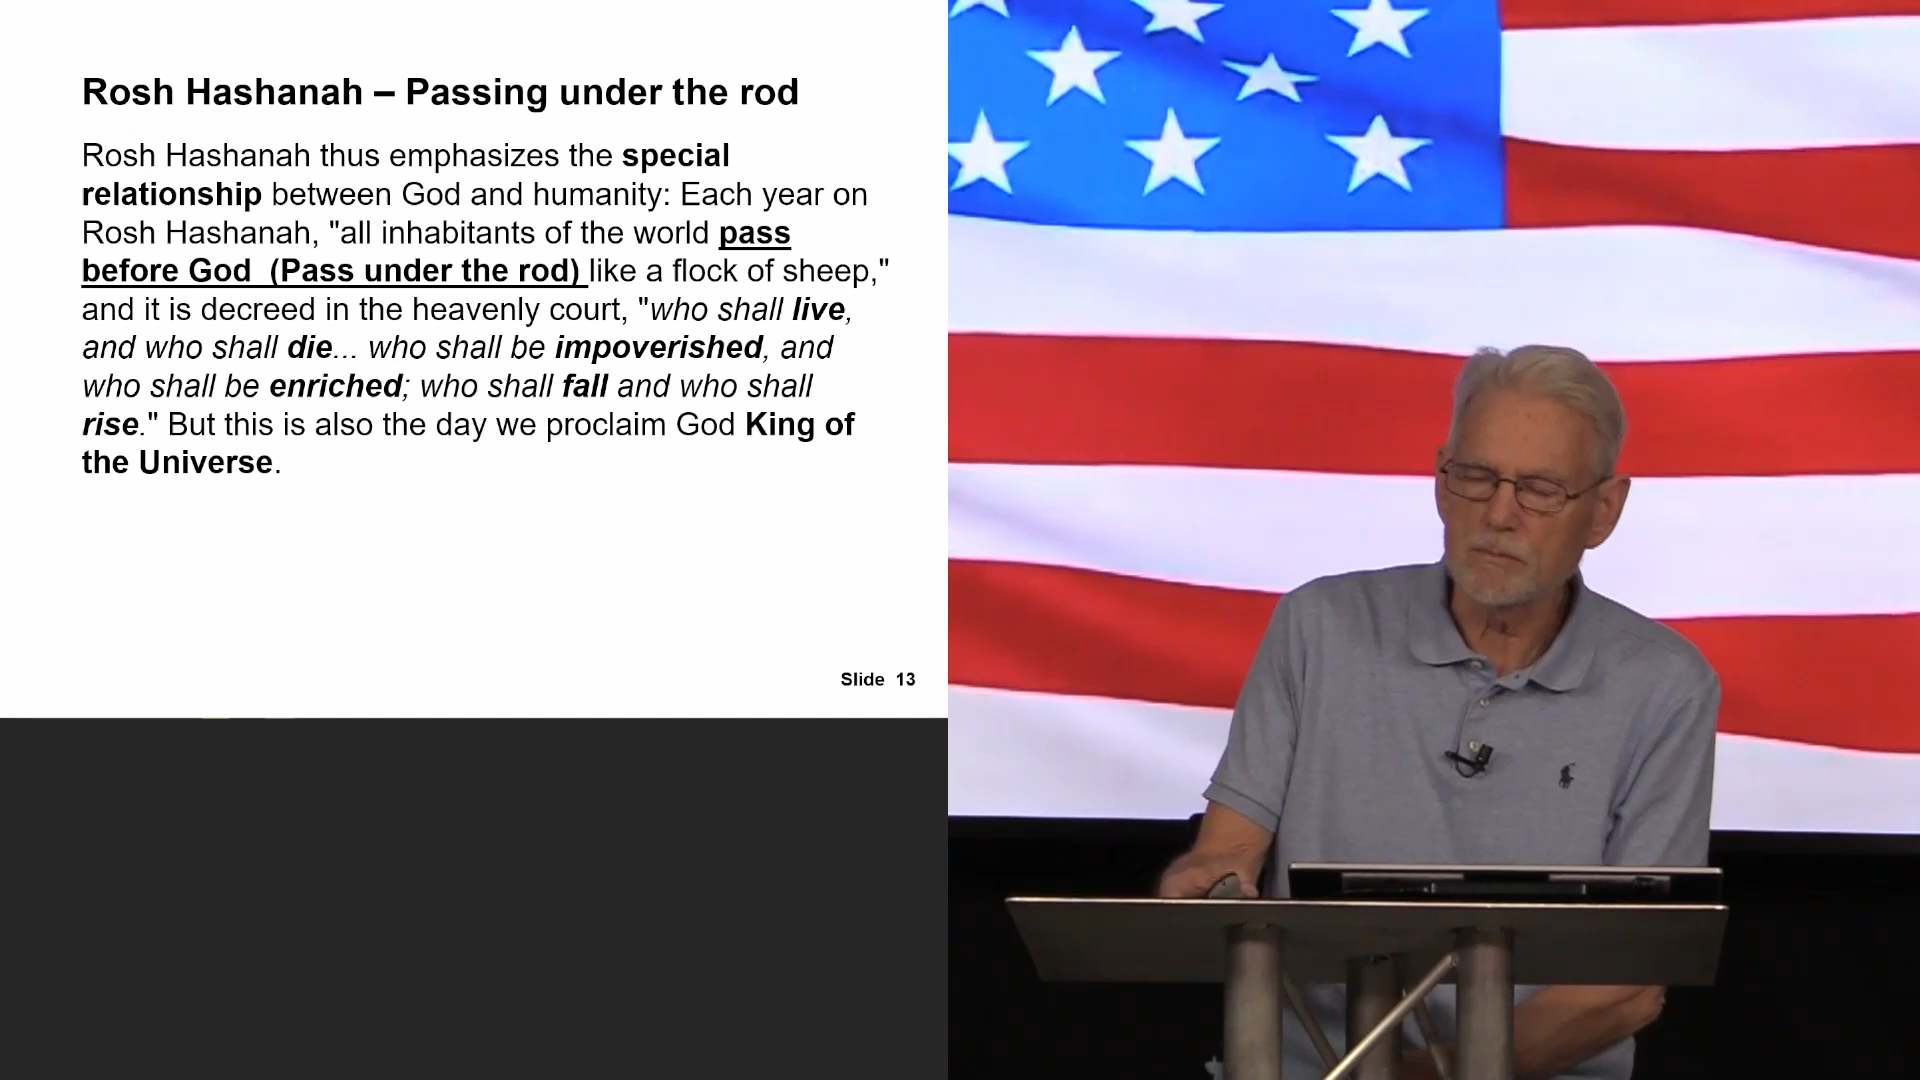 Rosh Hashanah – Passing under the rod
Rosh Hashanah thus emphasizes the special
relationship between God and humanity: Each year on
Rosh Hashanah, "all inhabitants of the world pass
before God  (Pass under the rod) like a flock of sheep,"
and it is decreed in the heavenly court, "who shall live,
and who shall die... who shall be impoverished, and
who shall be enriched; who shall fall and who shall
rise." But this is also the day we proclaim God King of
the Universe.
Slide  13